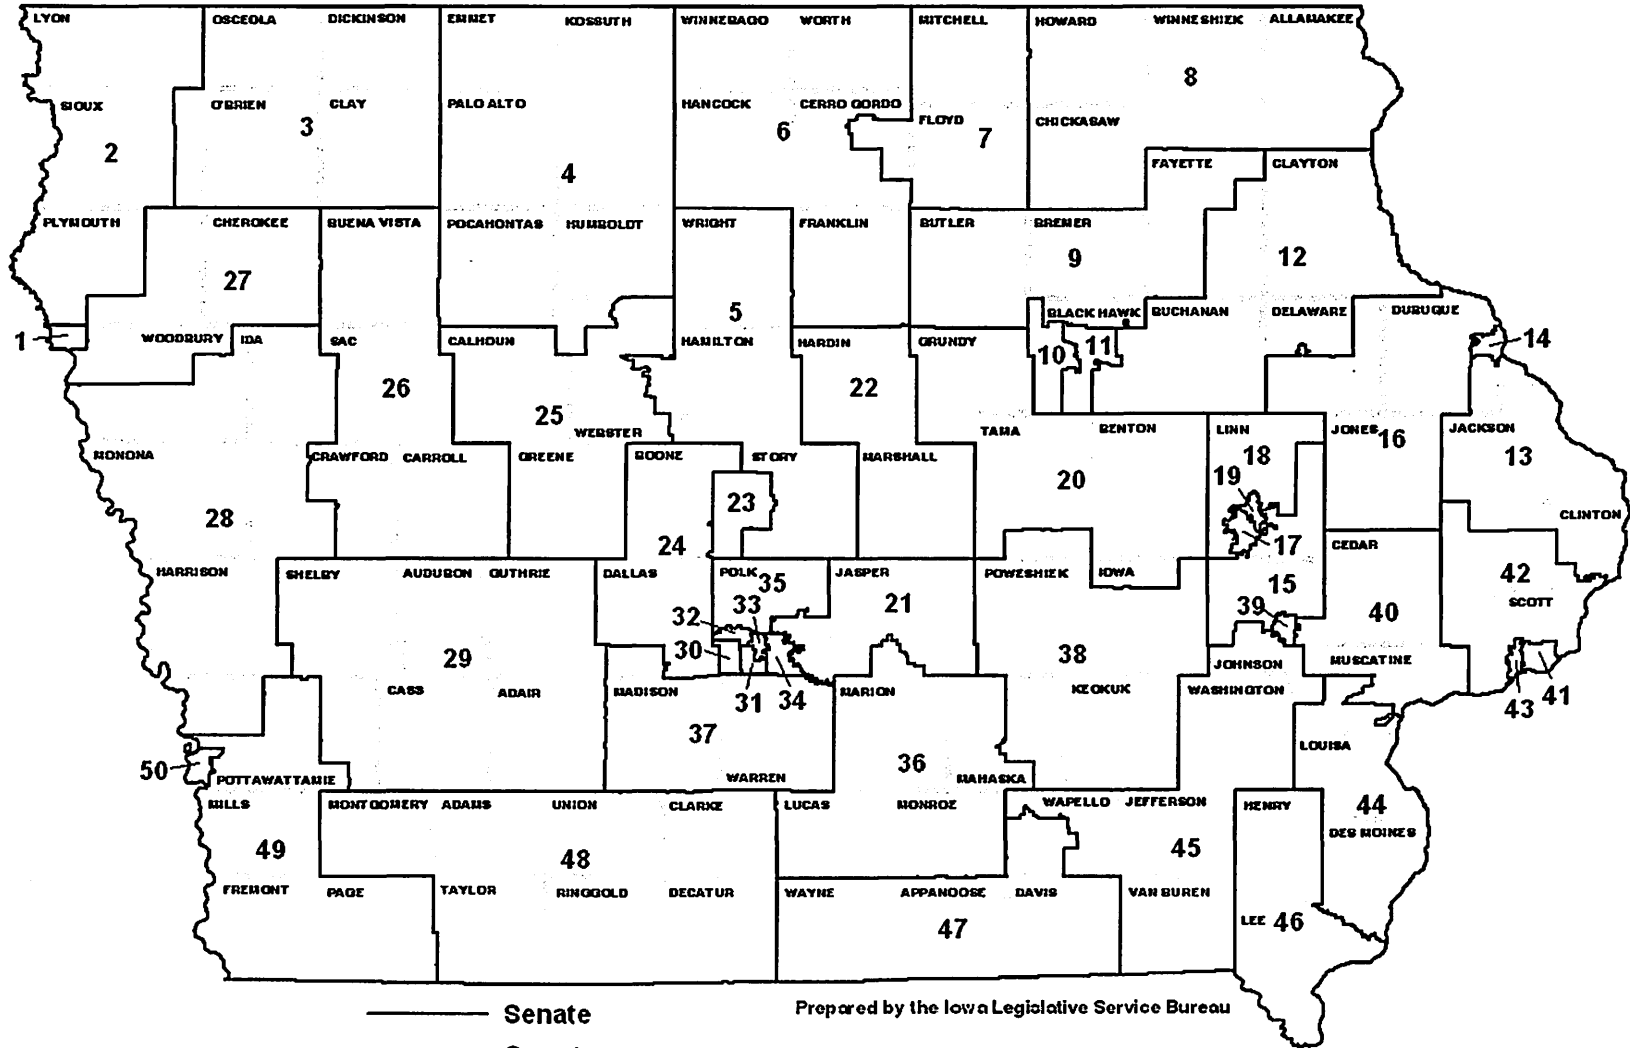 LYON OSCEOLA DICKINSON EMMET KOSSUTH WINNEBAGO WORTH MITCHELL HOWARD WINNESHIEK ALLAMAKEE
8
SIOUX O'BRIEN CLAY PALO ALTO HANCOCK CERRO GORDO FLOYD CHICKASAW
2 3 4 6 7
FAYETTE CLAYTON
PLYMOUTH CHEROKEE BUENA VISTA POCAHONTAS HUMBOLDT WRIGHT FRANKLIN BUTLER BREMER
27 9 12
5 BLACK HAWK BUCHANAN DELAWARE DUBUQUE
1 WOODBURY IDA SAC CALHOUN HAMILTON HARDIN GRUNDY 10 11 14
26 25 22
WEBSTER TAMA BENTON LINN JONES 16 JACKSON
MONONA CRAWFORD CARROLL GREENE BOONE STORY MARSHALL 18 13
20 19
28 23 CLINTON
24 17 CEDAR
HARRISON SHELBY AUDUBON GUTHRIE DALLAS POLK 35 JASPER POWESHIEK IOWA 15 42
32 33 21 39 40 SCOTT
29 30 38 JOHNSON MUSCATINE
CASS ADAIR MADISON 31 34 MARION KEOKUK WASHINGTON 43 41
37 36 LOUISA
50 POTTAWATTAMIE WARREN MAHASKA
MILLS MONTGOMERY ADAMS UNION CLARKE LUCAS MONROE WAPELLO JEFFERSON HENRY 44
DES MOINES
49 48 45
FREMONT PAGE TAYLOR RINGGOLD DECATUR WAYNE APPANOOSE DAVIS VAN BUREN
47 LEE 46
Senate
Prepared by the Iowa Legislative Service Bureau